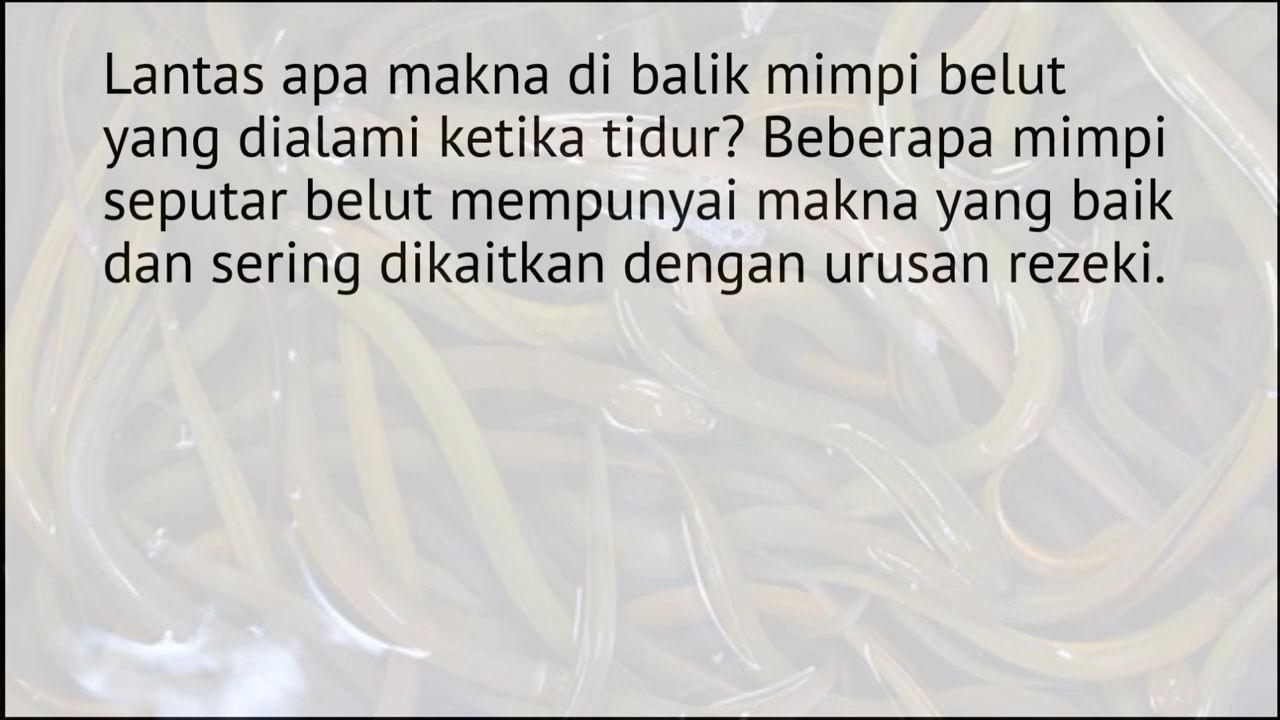 Lantas apa makna di balik mimpi belut
yang dialami ketika tidur? Beberapa mimpi
seputar belut mempunyai makna yang baik
dan sering dikaitkan dengan urusan rezeki.